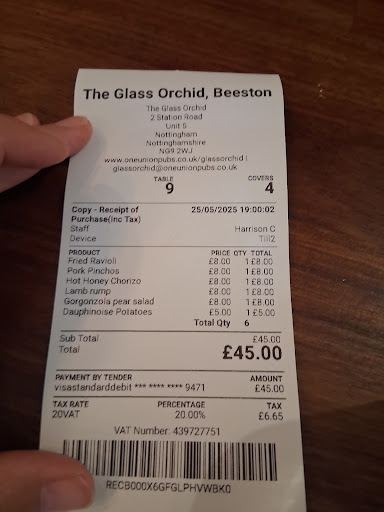 The Glass Orchid, Beeston
The Glass Orchid
2 Station Road
Unit 5
Nottingham
Nottinghamshire
NG9 2WJ
www.oneunionpubs.co.uk/glassorchid |
glassorchid@oneunionpubs.co.uk
TABLE COVERS
9 4
Copy - Receipt of Purchase(Inc Tax) 25/05/2025 19:00:02
Staff Harrison C
Device Till2
PRODUCT PRICE QTY TOTAL
Fried Ravioli £8.00 1 £8.00
Pork Pinchos £8.00 1 £8.00
Hot Honey Chorizo £8.00 1 £8.00
Lamb rump £8.00 1 £8.00
Gorgonzola pear salad £8.00 1 £8.00
Dauphinoise Potatoes £5.00 1 £5.00
Total Qty 6
Sub Total £45.00
Total £45.00
PAYMENT BY TENDER AMOUNT
visastandarddebit *** **** **** 9471 £45.00
TAX RATE PERCENTAGE TAX
20VAT 20.00% £6.65
VAT Number: 439727751
RECB000X6GFGLPHVWBK0